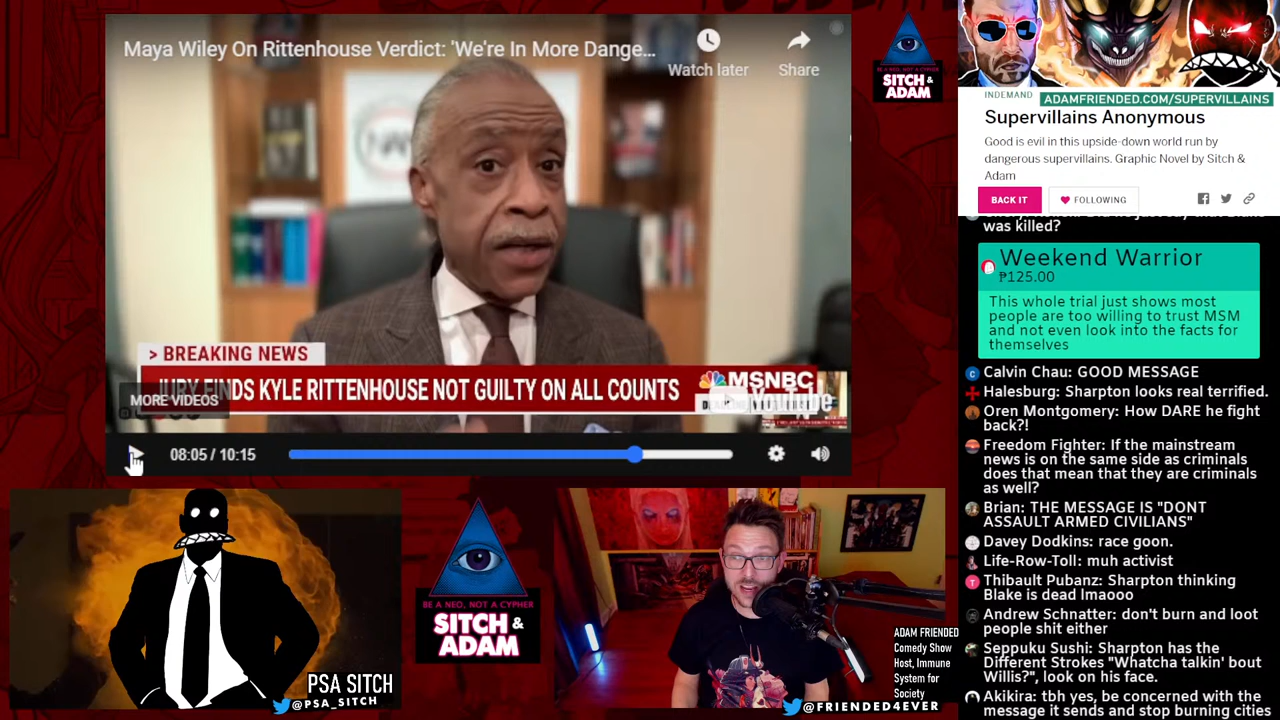 Maya Wiley On Rittenhouse Verdict: 'We're In More Dange...
Watch later
Share
> BREAKING NEWS
JURY FINDS KYLE RITTENHOUSE NOT GUILTY ON ALL COUNTS
MSNBC
YouTube
MORE VIDEOS
08:05 / 10:15
BE A NEO, NOT A CYPHER
SITCH &
ADAM
INDEMAND
ADAMFRIENDED.COM/SUPERVILLAINS
Supervillains Anonymous
Good is evil in this upside-down world run by
dangerous supervillains. Graphic Novel by Sitch &
Adam
BACK IT
FOLLOWING
was killed?
Weekend Warrior
₱125.00
This whole trial just shows most
people are too willing to trust MSM
and not even look into the facts for
themselves
Calvin Chau: GOOD MESSAGE
Halesburg: Sharpton looks real terrified.
Oren Montgomery: How DARE he fight
back?!
Freedom Fighter: If the mainstream
news is on the same side as criminals
does that mean that they are criminals
as well?
Brian: THE MESSAGE IS "DONT
ASSAULT ARMED CIVILIANS"
Davey Dodkins: race goon.
Life-Row-Toll: muh activist
Thibault Pubanz: Sharpton thinking
Blake is dead lmaooo
Andrew Schnatter: don't burn and loot
people shit either
Seppuku Sushi: Sharpton has the
Different Strokes "Whatcha talkin' bout
Willis?", look on his face.
Akikira: tbh yes, be concerned with the
message it sends and stop burning cities
PSA SITCH
@PSA_SITCH
BE A NEO, NOT A CYPHER
SITCH &
ADAM
ADAM FRIENDED
Comedy Show
Host, Immune
System for
Society
@FRIENDED4EVER